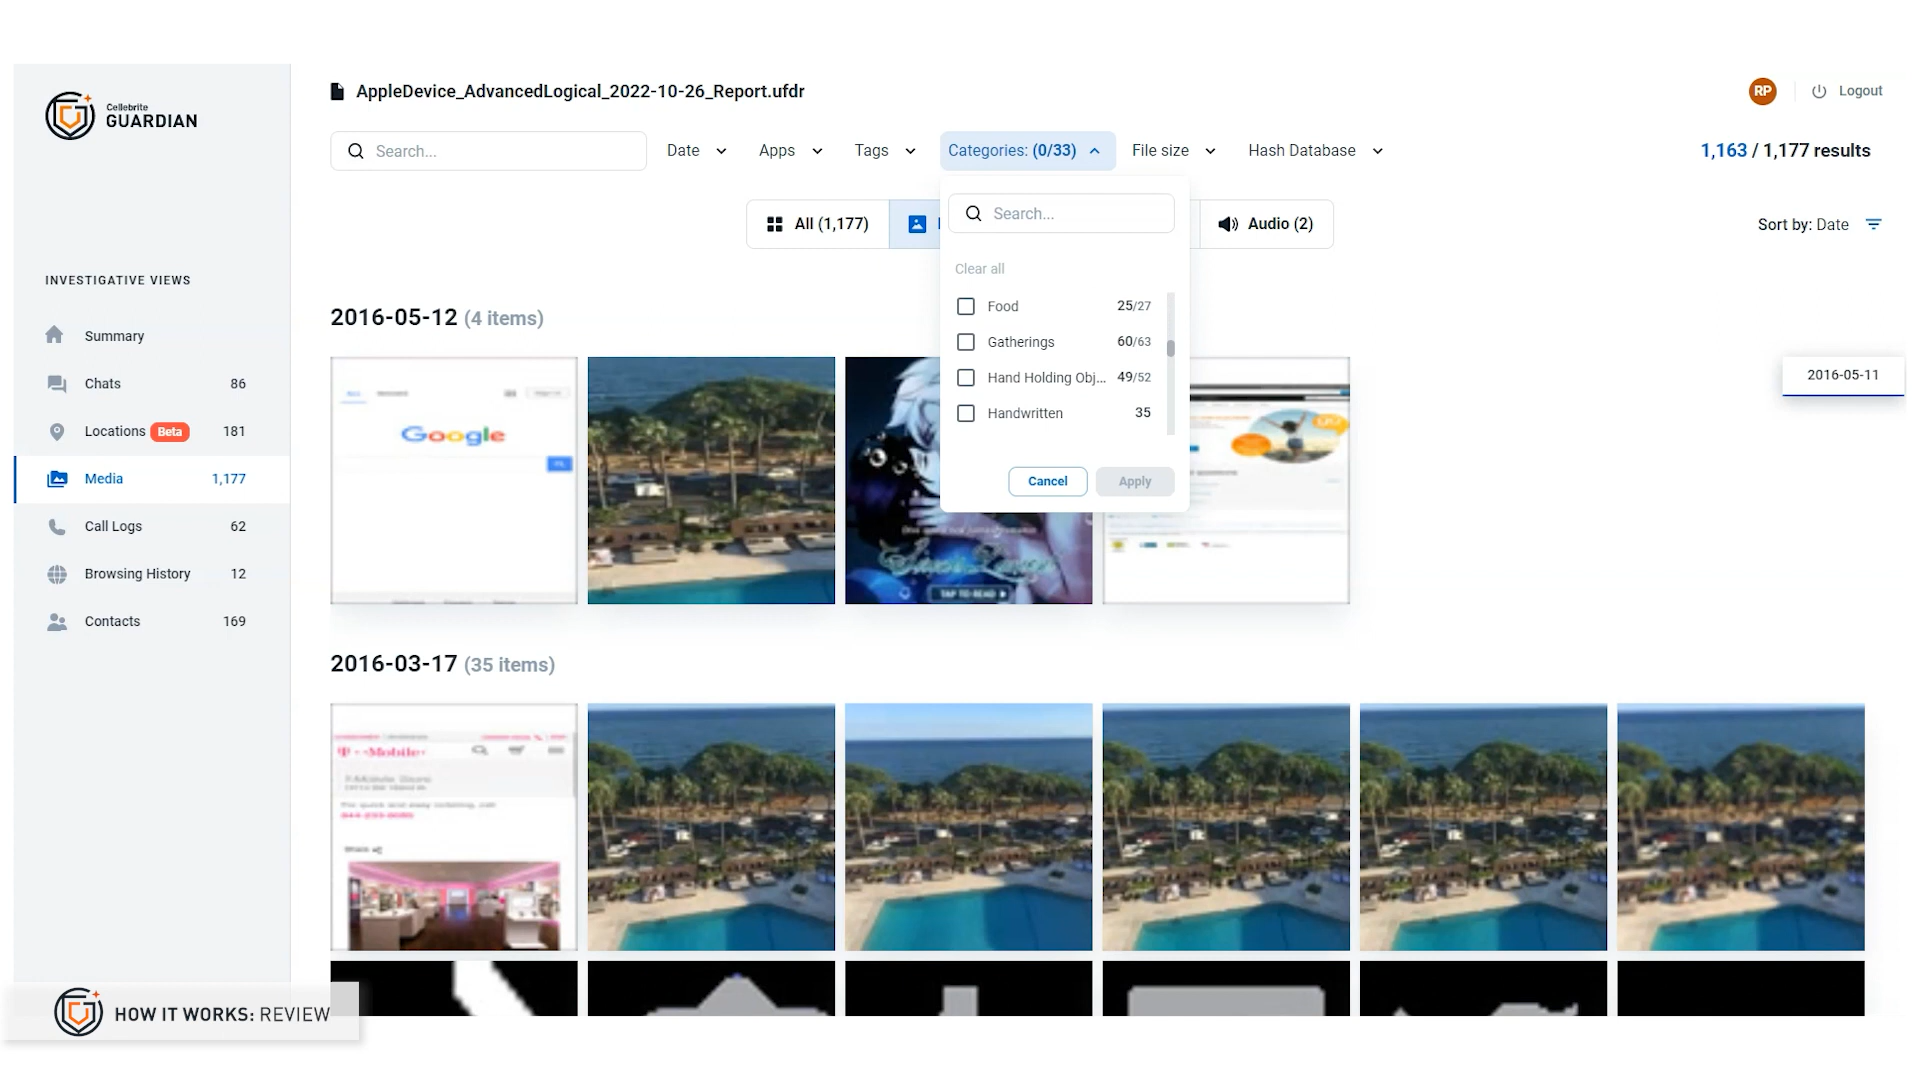 Cellebrite
GUARDIAN
AppleDevice_AdvancedLogical_2022-10-26_Report.ufdr
RP
Logout
Search...
Date
Apps
Tags
Categories: (0/33)
File size
Hash Database
1,163 / 1,177 results
All (1,177)
Audio (2)
Sort by: Date
Search...
Clear all
Food 25/27
Gatherings 60/63
Hand Holding Obj... 49/52
Handwritten 35
Cancel
Apply
INVESTIGATIVE VIEWS
Summary
Chats 86
Locations Beta 181
Media 1,177
Call Logs 62
Browsing History 12
Contacts 169
2016-05-12 (4 items)
2016-05-11
Google
TAP TO READ
2016-03-17 (35 items)
T-Mobile
HOW IT WORKS: REVIEW